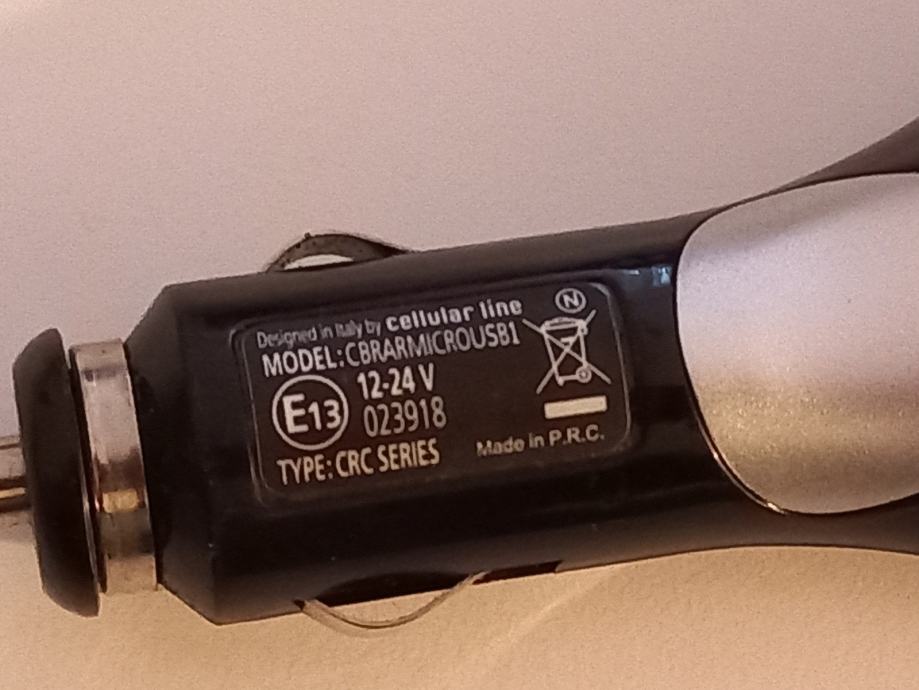 Designed in Italy by cellular line
N
MODEL: CBRARMICROUSB1
12-24 V
E13
023918
TYPE: CRC SERIES
Made in P.R.C.